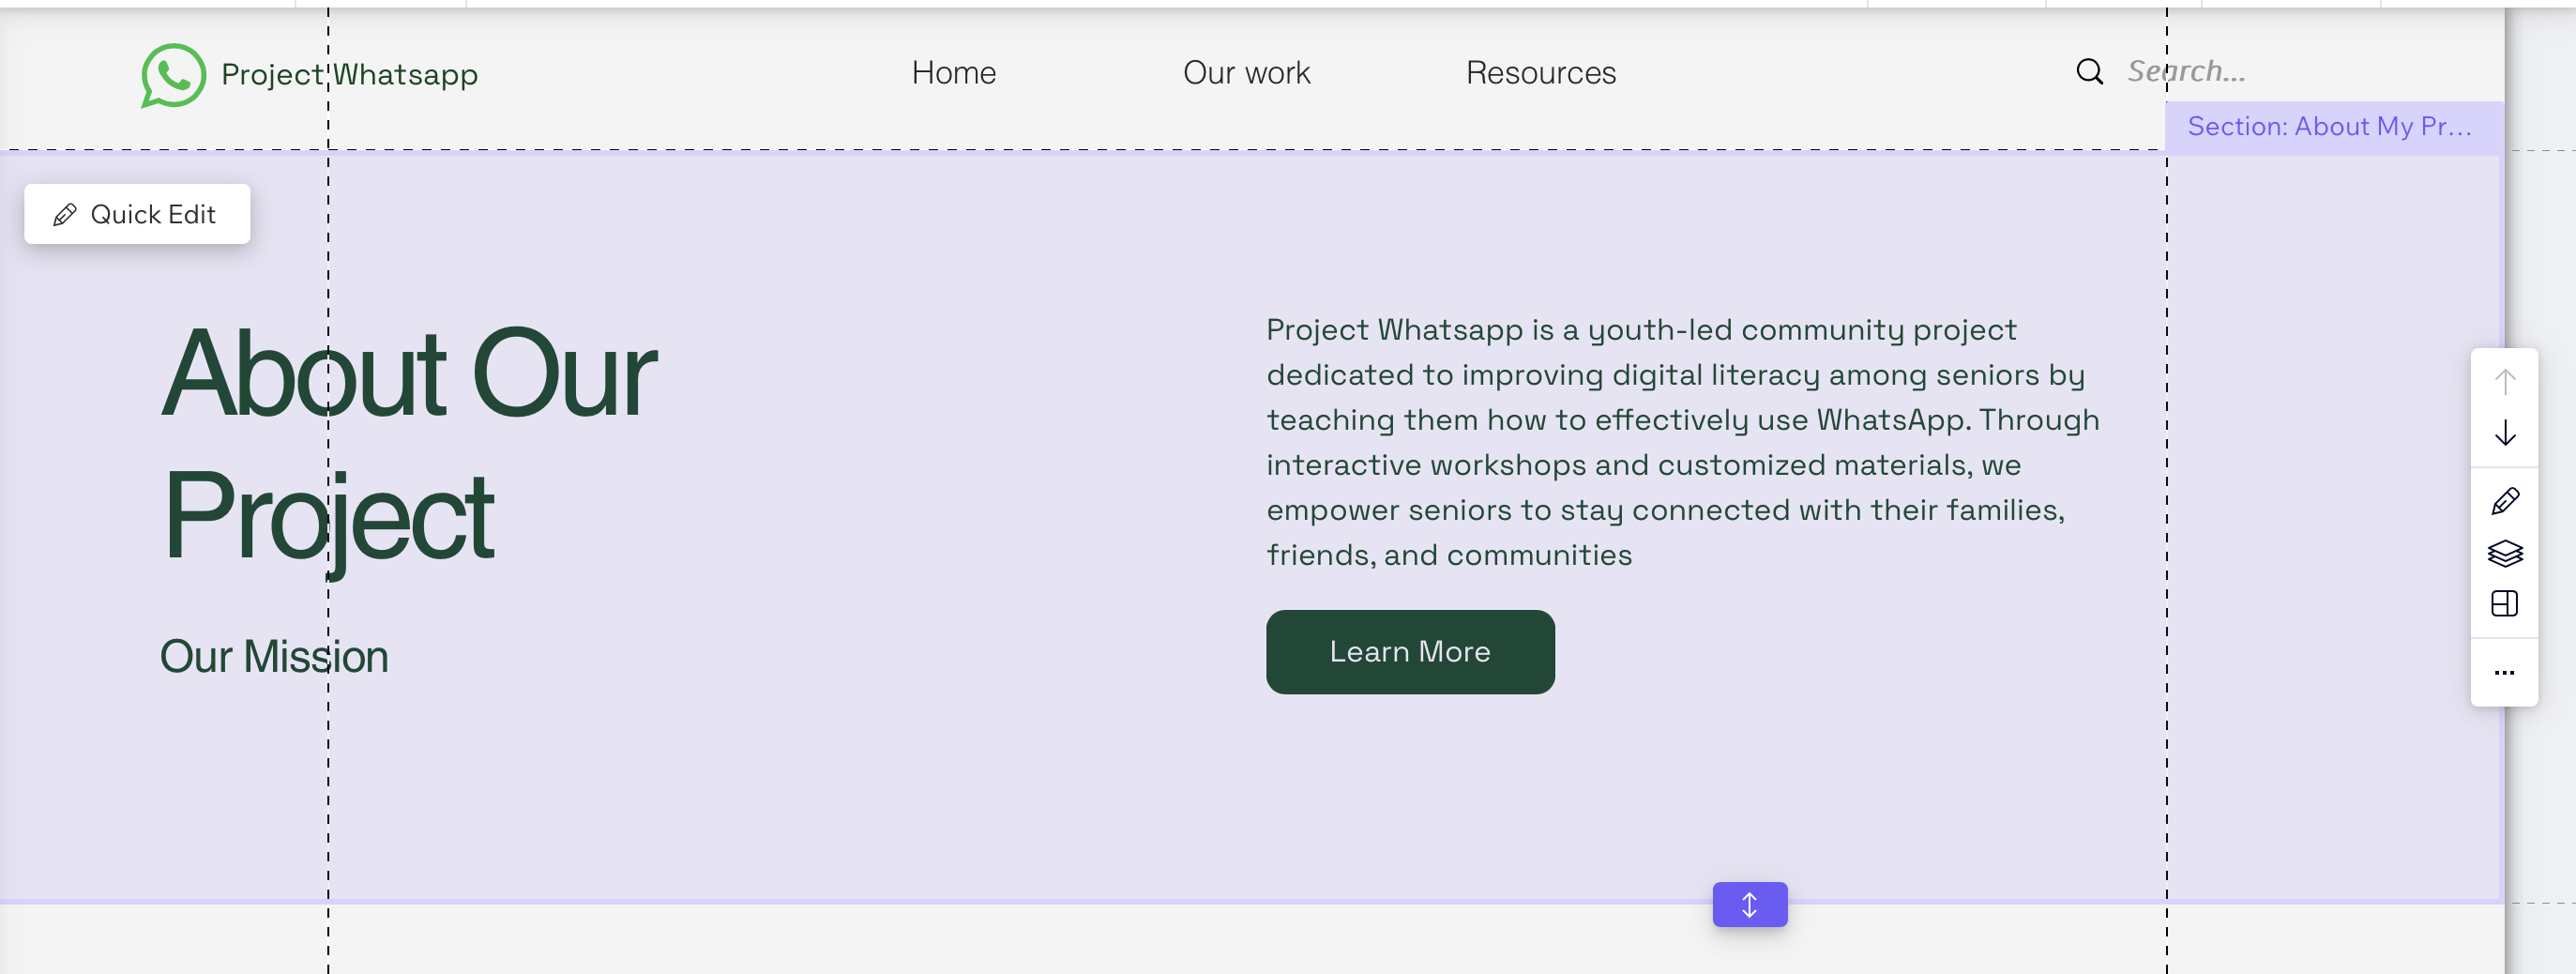 Project Whatsapp
Home
Our work
Resources
Search...
Section: About My Pr...
Quick Edit
About Our
Project
Our Mission
Project Whatsapp is a youth-led community project
dedicated to improving digital literacy among seniors by
teaching them how to effectively use WhatsApp. Through
interactive workshops and customized materials, we
empower seniors to stay connected with their families,
friends, and communities
Learn More